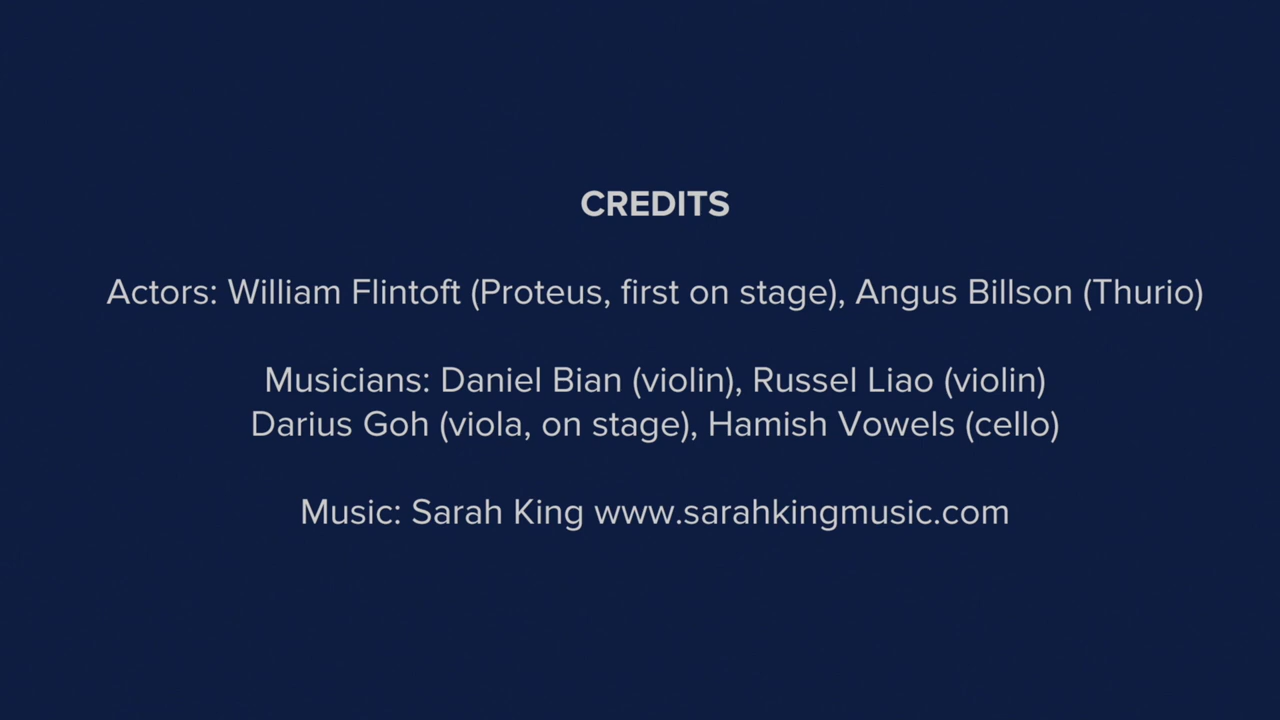 CREDITS
Actors: William Flintoft (Proteus, first on stage), Angus Billson (Thurio)
Musicians: Daniel Bian (violin), Russel Liao (violin)
Darius Goh (viola, on stage), Hamish Vowels (cello)
Music: Sarah King www.sarahkingmusic.com